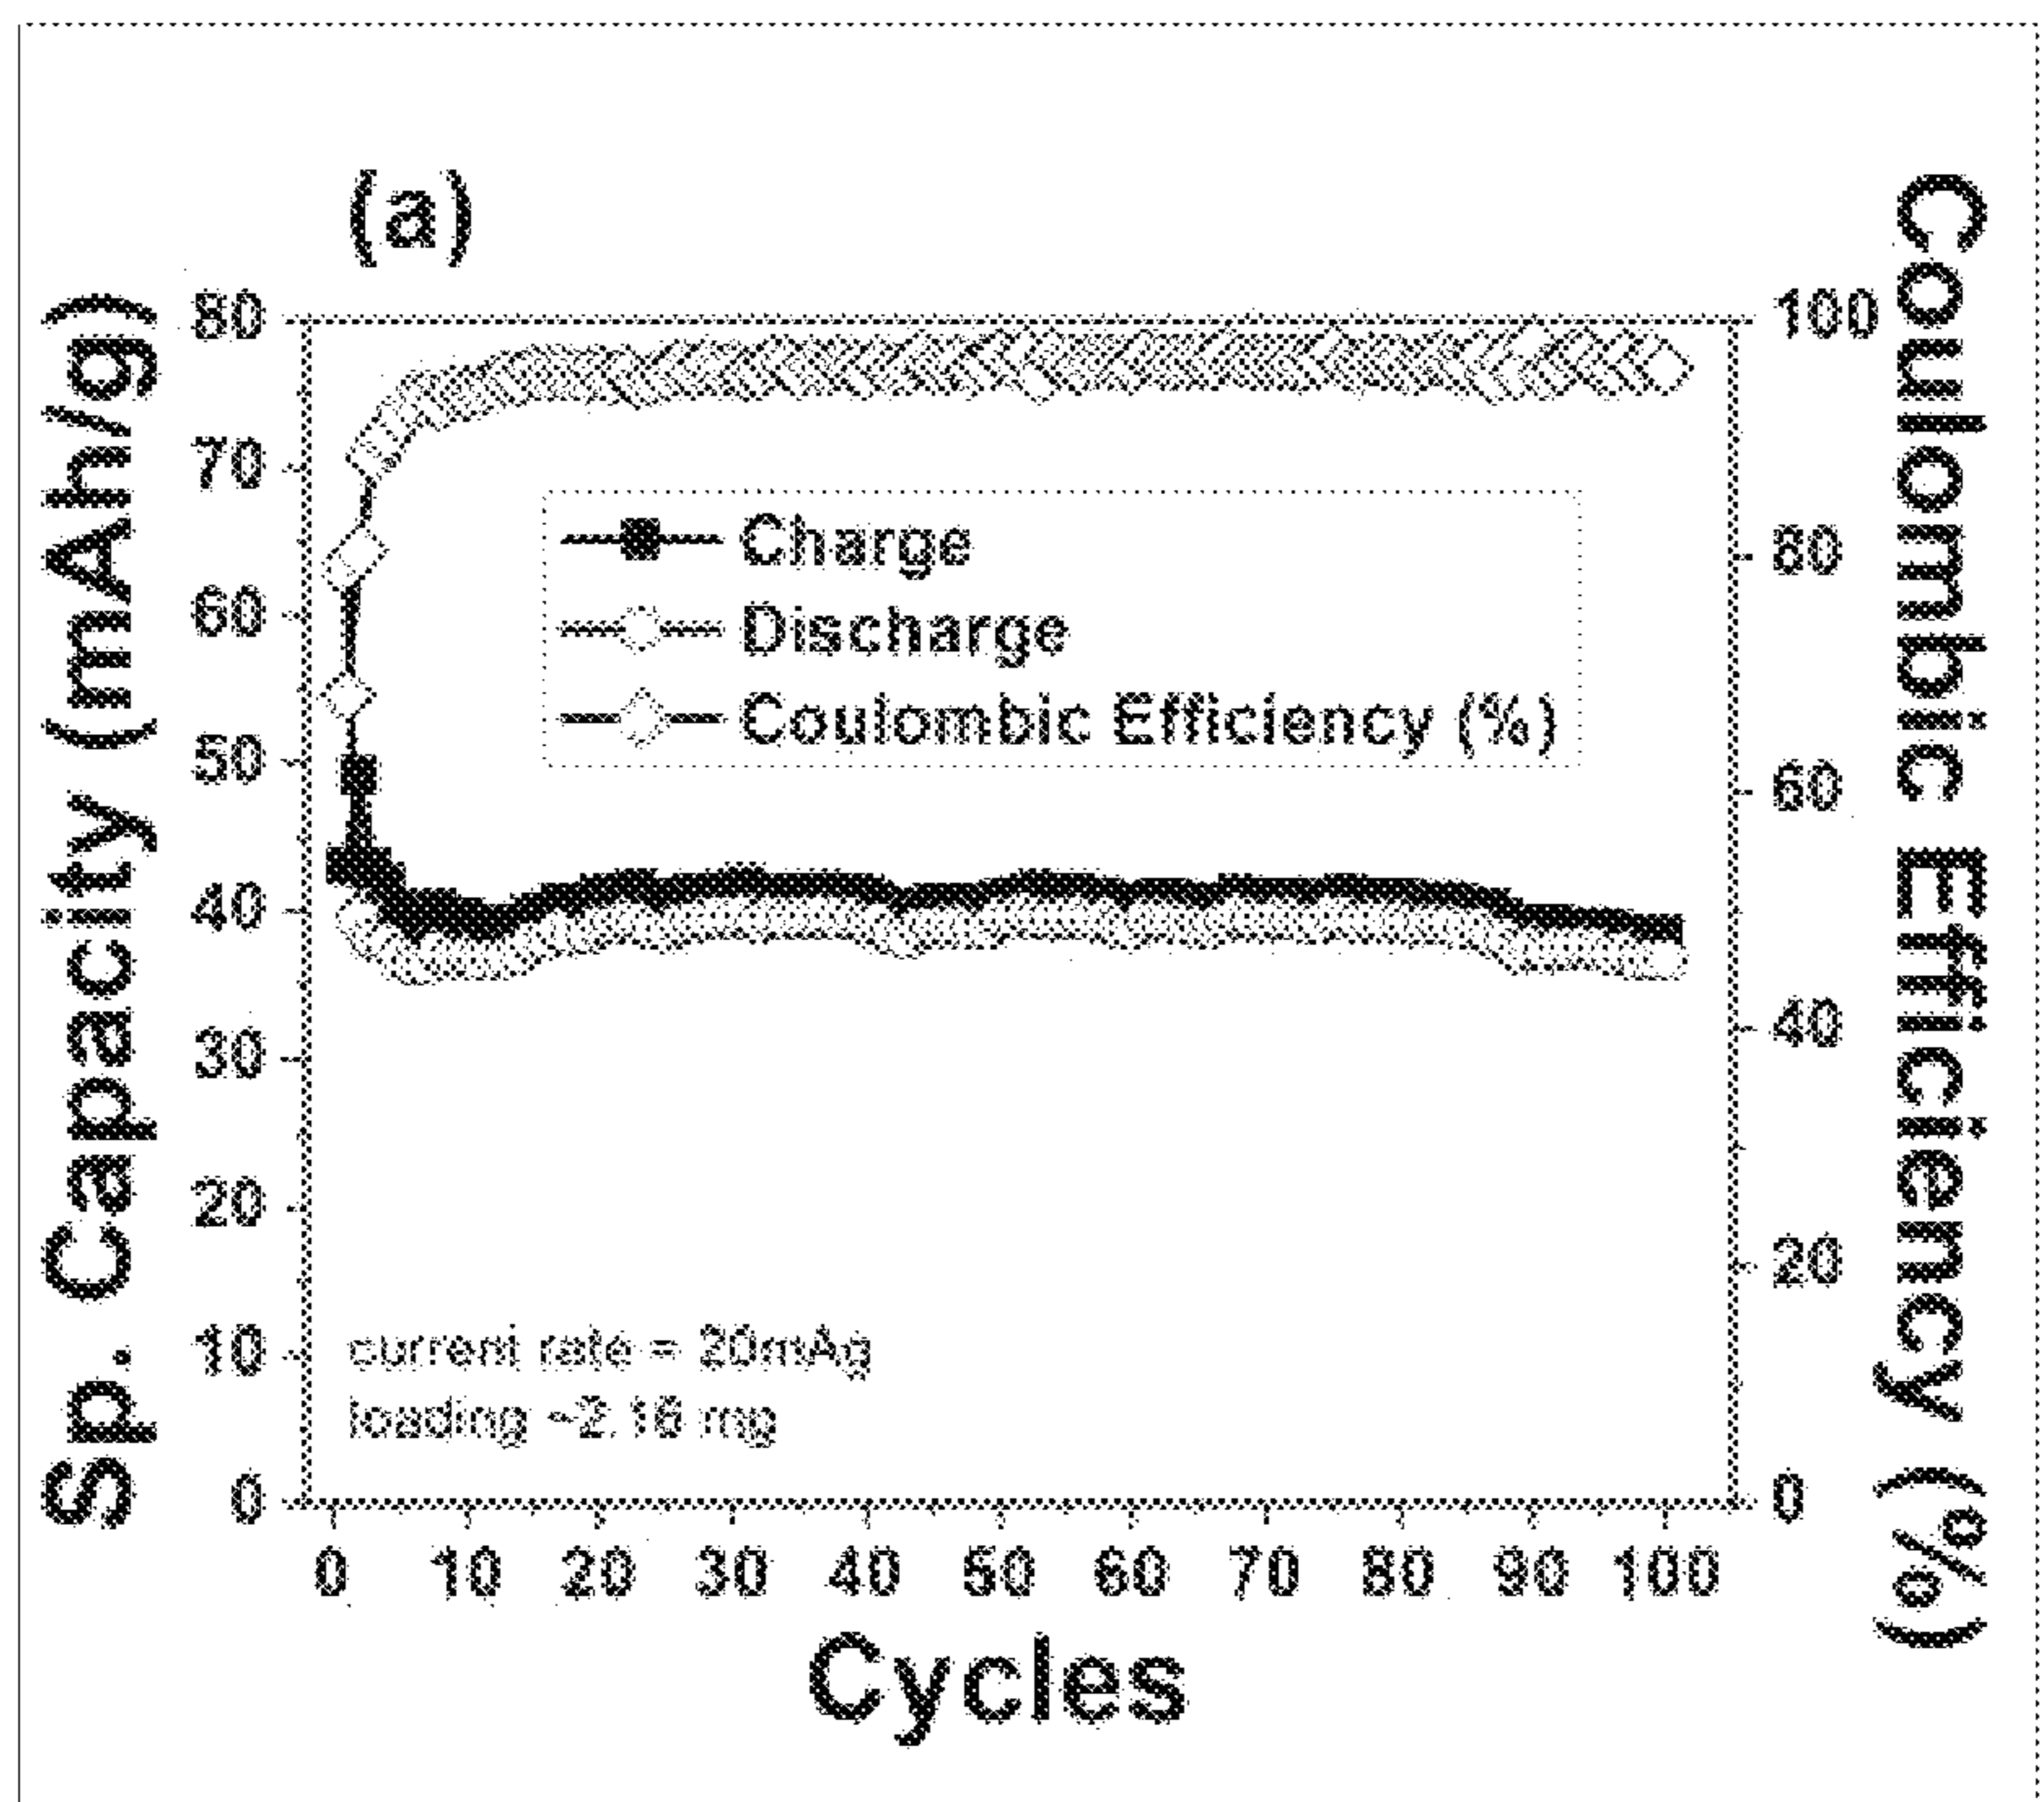 (a)
Sp. Capacity (mAh/g)
80
70
60
50
40
30
20
10
0
Charge
Discharge
Coulombic Efficiency (%)
current rate = 20mAg
loading ~2.16 mg
100
80
60
40
20
0
Coulombic Efficiency (%)
0 10 20 30 40 50 60 70 80 90 100
Cycles